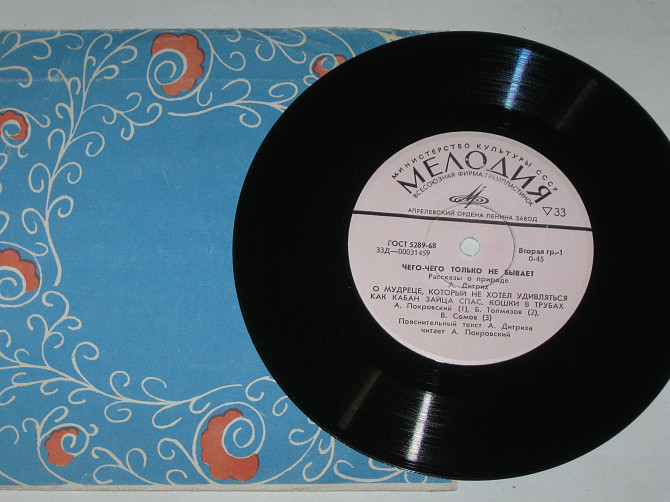 МИНИСТЕРСТВО КУЛЬТУРЫ СССР
МЕЛОДИЯ
ВСЕСОЮЗНАЯ ФИРМА ГРАМПЛАСТИНОК
▽33
АПРЕЛЕВСКИЙ ОРДЕНА ЛЕНИНА ЗАВОД
ГОСТ 5289-68 Вторая гр.-1
33Д—00031459 0-45
ЧЕГО-ЧЕГО ТОЛЬКО НЕ БЫВАЕТ
Рассказы о природе
А. Дитрих
О МУДРЕЦЕ, КОТОРЫЙ НЕ ХОТЕЛ УДИВЛЯТЬСЯ
КАК КАБАН ЗАЙЦА СПАС. КОШКИ В ТРУБАХ
А. Покровский (1), Б. Толмазов (2),
В. Сомов (3)
Пояснительный текст А. Дитриха
читает А. Покровский